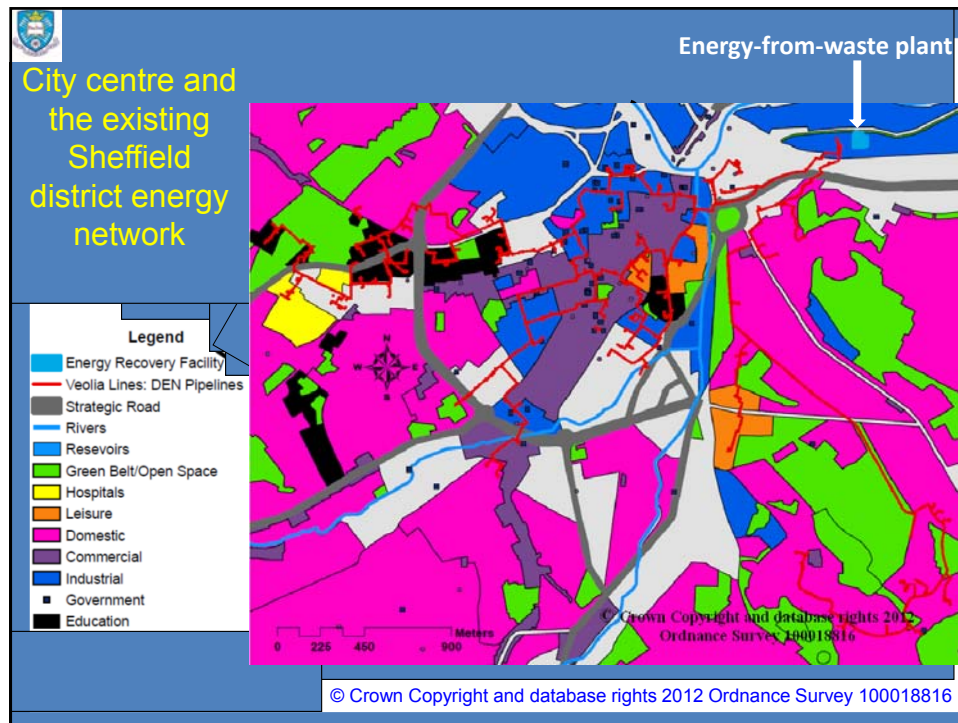 Energy-from-waste plant
City centre and
the existing
Sheffield
district energy
network
Legend
Energy Recovery Facility
Veolia Lines: DEN Pipelines
Strategic Road
Rivers
Resevoirs
Green Belt/Open Space
Hospitals
Leisure
Domestic
Commercial
Industrial
Government
Education
N
W
E
S
Meters
0 225 450 900
© Crown Copyright and database rights 2012
Ordnance Survey 100018816
© Crown Copyright and database rights 2012 Ordnance Survey 100018816